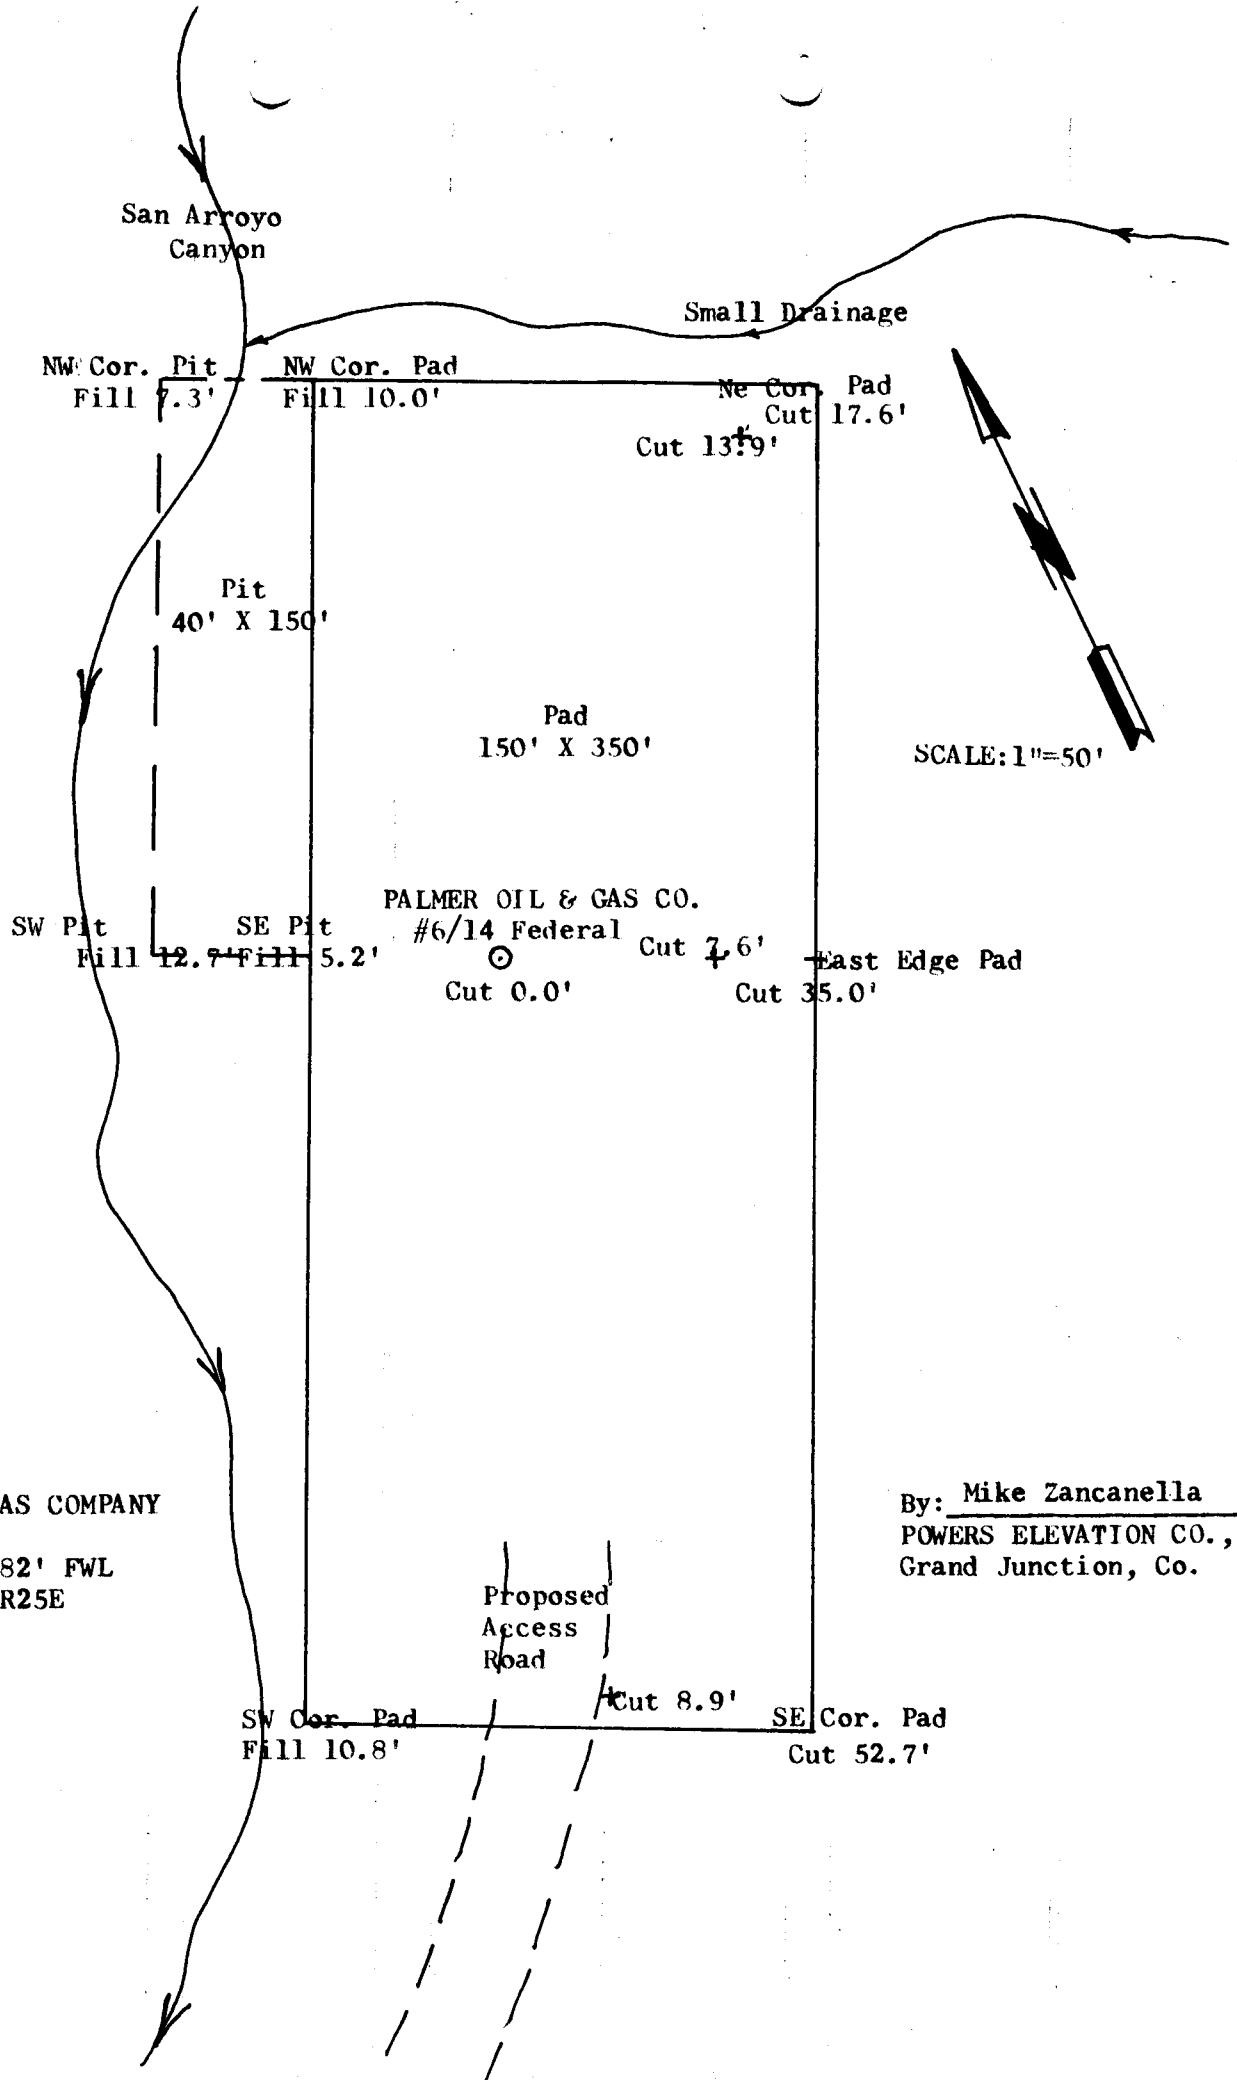 San Arroyo
Canyon
Small Drainage
NW Cor. Pit
Fill 7.3'
NW Cor. Pad
Fill 10.0'
Ne Cor. Pad
Cut 17.6'
Cut 13.9'
Pit
40' X 150'
Pad
150' X 350'
SCALE:1"=50'
PALMER OIL & GAS CO.
#6/14 Federal
Cut 0.0'
SW Pit
Fill 12.7'
SE Pit
Fill 5.2'
Cut 7.6'
East Edge Pad
Cut 35.0'
AS COMPANY
82' FWL
R25E
By: Mike Zancanella
POWERS ELEVATION CO.,
Grand Junction, Co.
Proposed
Access
Road
Cut 8.9'
SW Cor. Pad
Fill 10.8'
SE Cor. Pad
Cut 52.7'